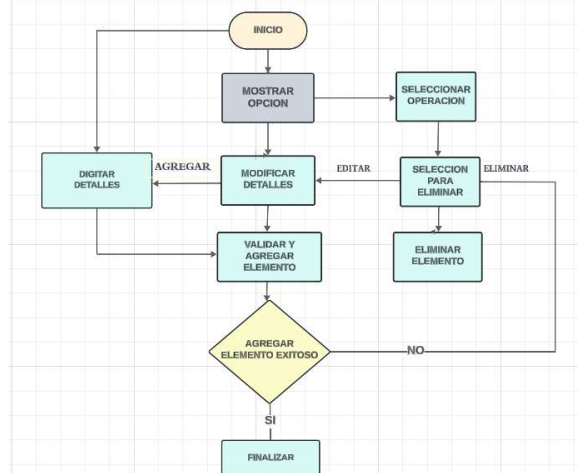 INICIO
MOSTRAR
OPCION
SELECCIONAR
OPERACION
DIGITAR
DETALLES
AGREGAR
MODIFICAR
DETALLES
EDITAR
SELECCION
PARA
ELIMINAR
ELIMINAR
VALIDAR Y
AGREGAR
ELEMENTO
ELIMINAR
ELEMENTO
AGREGAR
ELEMENTO EXITOSO
NO
SI
FINALIZAR